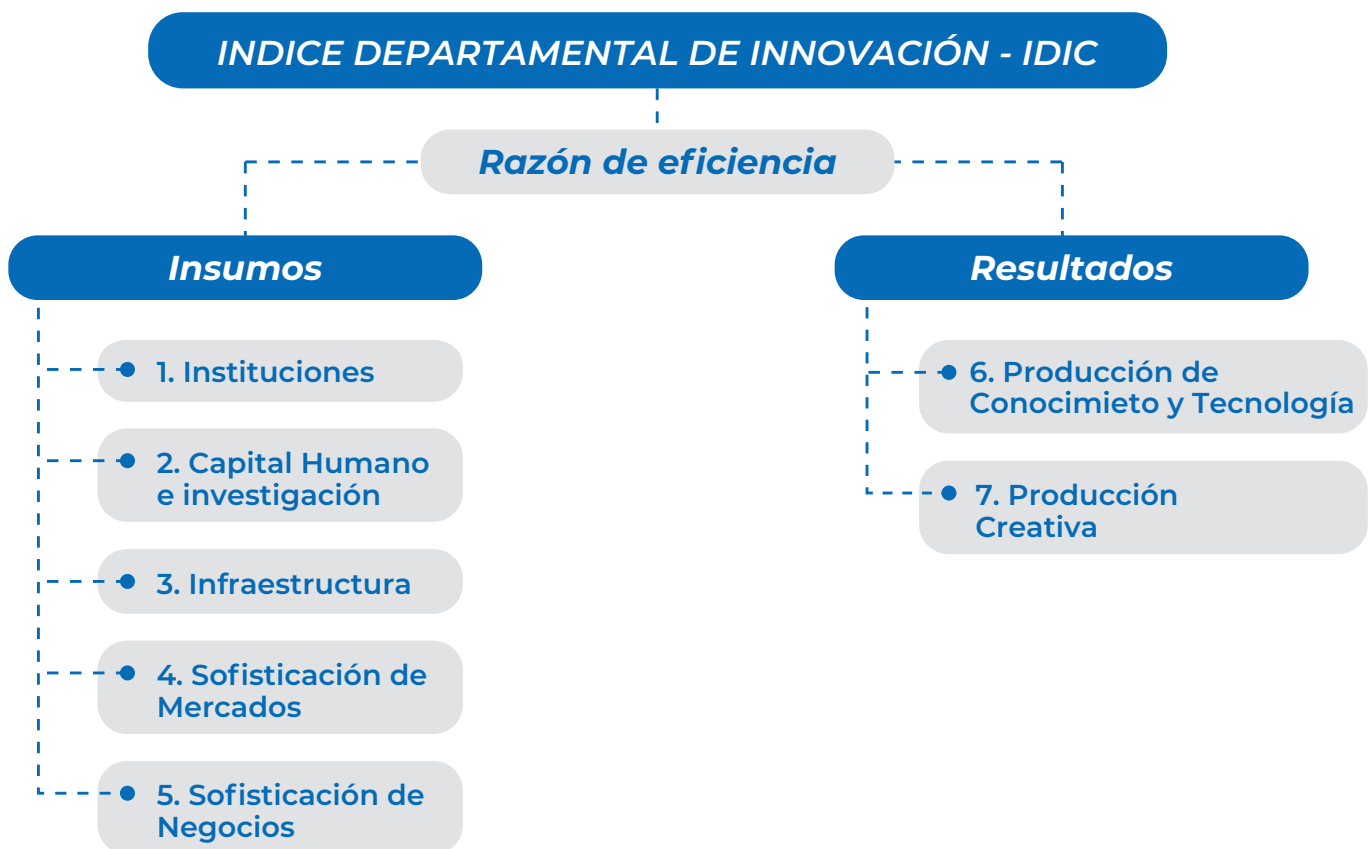 INDICE DEPARTAMENTAL DE INNOVACIÓN - IDIC
Razón de eficiencia
Insumos
1. Instituciones
2. Capital Humano
e investigación
3. Infraestructura
4. Sofisticación de
Mercados
5. Sofisticación de
Negocios
Resultados
6. Producción de
Conocimieto y Tecnología
7. Producción
Creativa